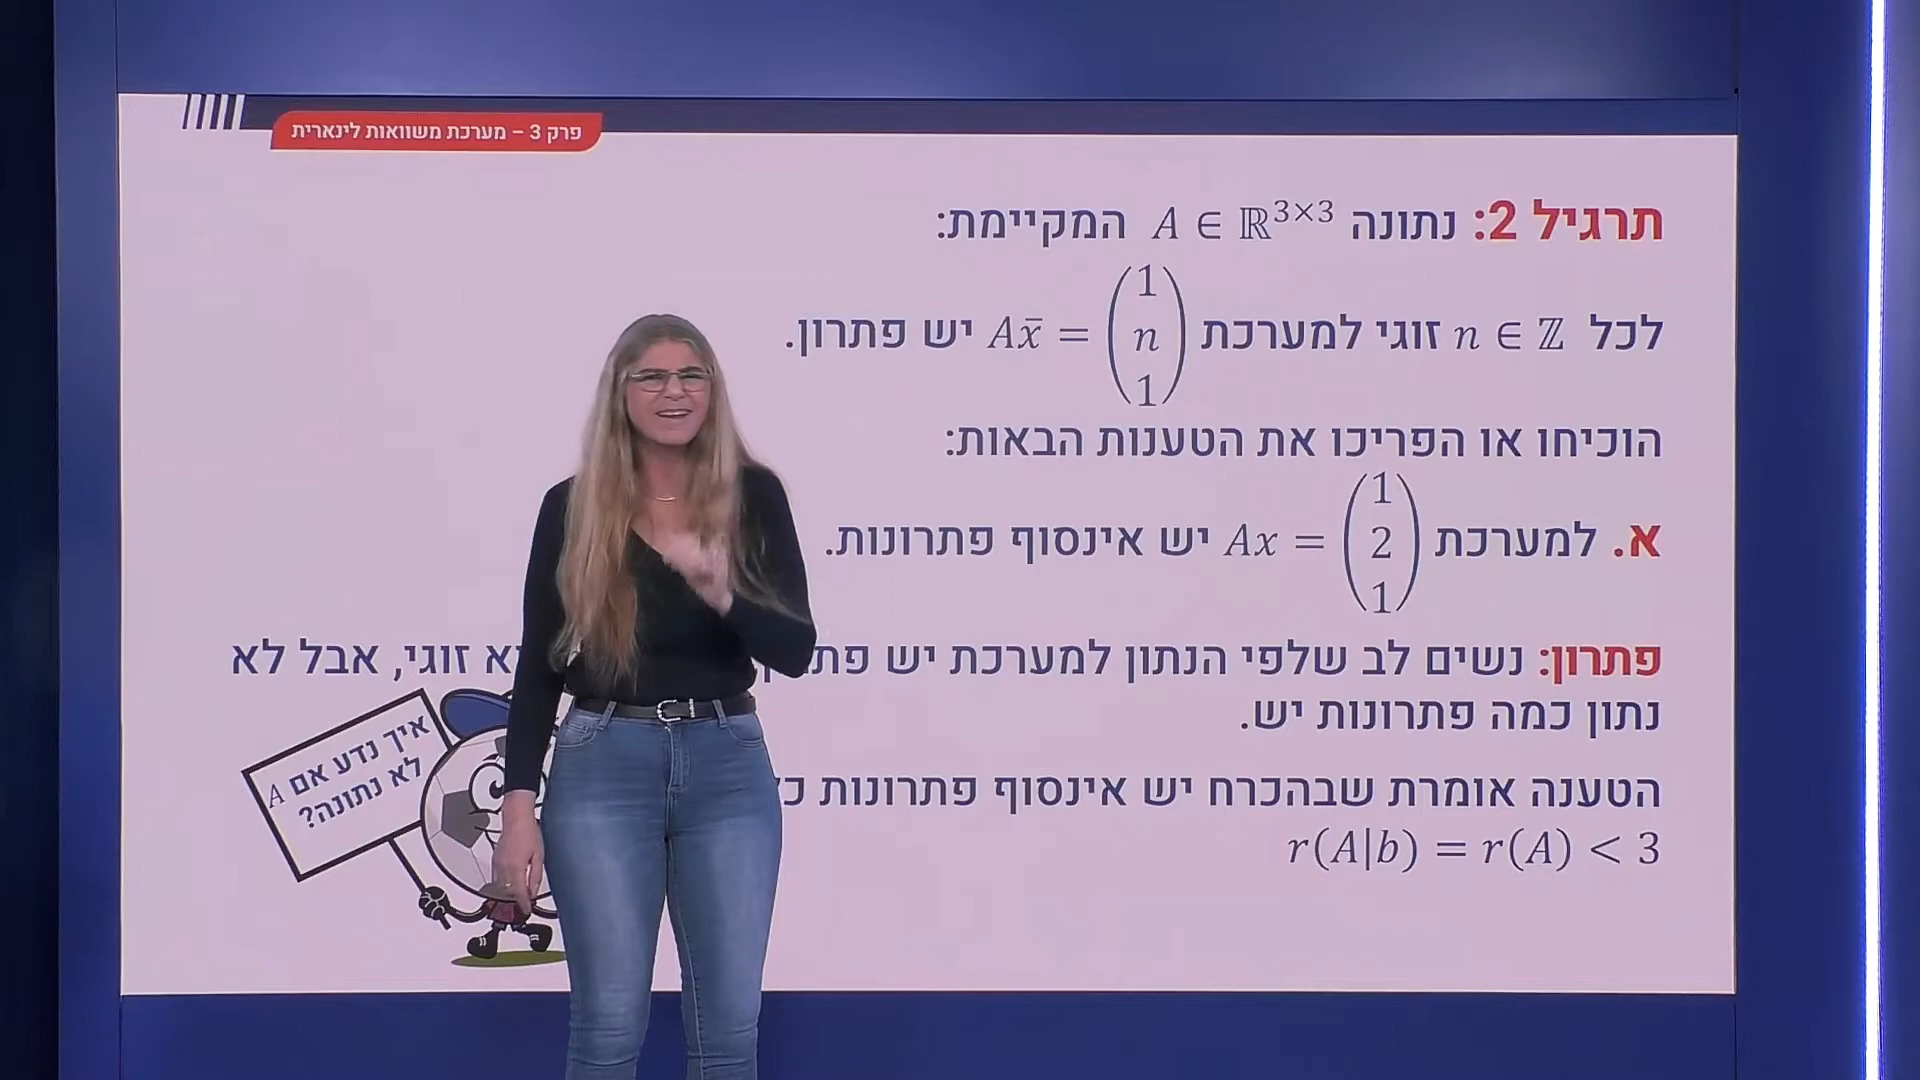 פרק 3 – מערכת משוואות לינארית
תרגיל 2: נתונה A ∈ ℝ^{3×3} המקיימת:
לכל n ∈ ℤ זוגי למערכת Ax̄ = (1 n 1) יש פתרון.
הוכיחו או הפריכו את הטענות הבאות:
א. למערכת Ax = (1 2 1) יש אינסוף פתרונות.
פתרון: נשים לב שלפי הנתון למערכת יש זוגי, אבל לא
נתון כמה פתרונות יש.
הטענה אומרת שבהכרח יש אינסוף פתרונות
r(A|b) = r(A) < 3
איך נדע אם A
לא נתונה?